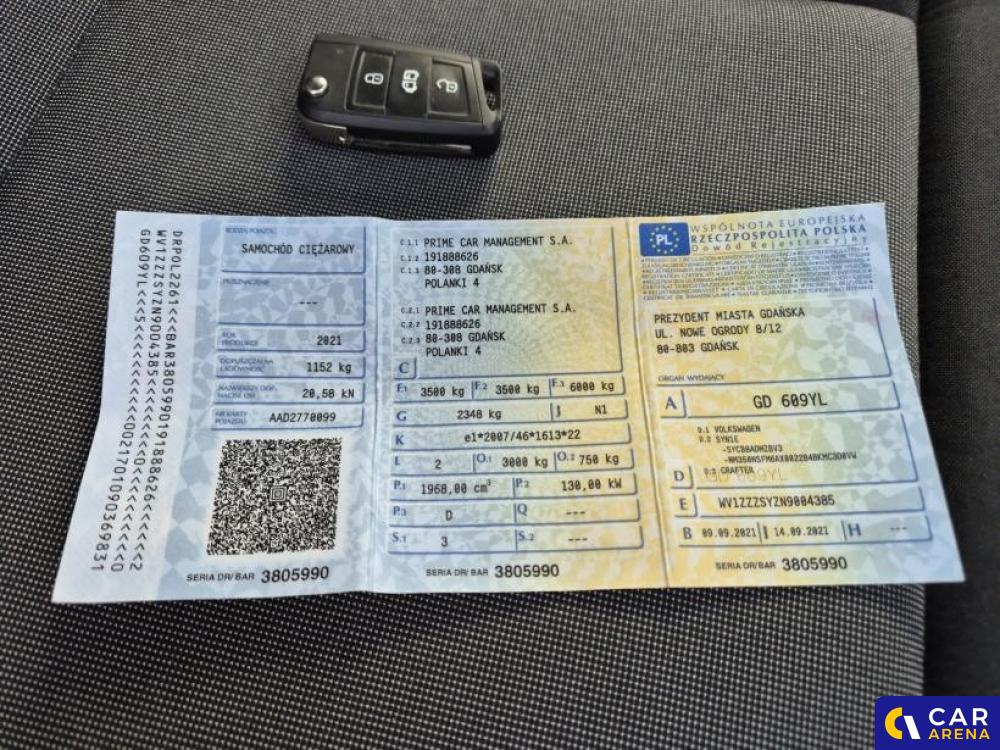 DRPOL2261<<BAR3805990191888626<<<<<<<2
WV1ZZZSYZN9004385<<<<<<<<0<<<<<<<<<<<0
RODZAJ POJAZDU
SAMOCHÓD CIĘŻAROWY
PRZEZNACZENIE
---
ROK PRODUKCJI
2021
DOPUSZCZALNA ŁADOWNOŚĆ
1152 kg
NAJWIĘKSZY DOP. NACISK OSI
20,58 kN
NR KARTY POJAZDU
AAD2770099
SERIA DR/BAR 3805990
C.1.1 PRIME CAR MANAGEMENT S.A.
C.1.2 191888626
C.1.3 80-308 GDAŃSK
POLANKI 4
C.2.1 PRIME CAR MANAGEMENT S.A.
C.2.2 191888626
C.2.3 80-308 GDAŃSK
POLANKI 4
C
F.1 3500 kg F.2 3500 kg F.3 6000 kg
G 2348 kg J N1
K e1*2007/46*1613*22
L 2 O.1 3000 kg O.2 750 kg
P.1 1968,00 cm³ P.2 130,00 kW
P.3 D Q ---
S.1 3 S.2 ---
SERIA DR/BAR 3805990
PL
WSPÓLNOTA EUROPEJSKA
RZECZPOSPOLITA POLSKA
Dowód Rejestracyjny
PREZYDENT MIASTA GDAŃSKA
UL. NOWE OGRODY 8/12
80-803 GDAŃSK
ORGAN WYDAJĄCY
A GD 609YL
D.1 VOLKSWAGEN
D.2 SYN1E
D.3 CRAFTER
D
E WV1ZZZSYZN9004385
B 09.09.2021 I 14.09.2021 H ---
SERIA DR/BAR 3805990
CAR
ARENA